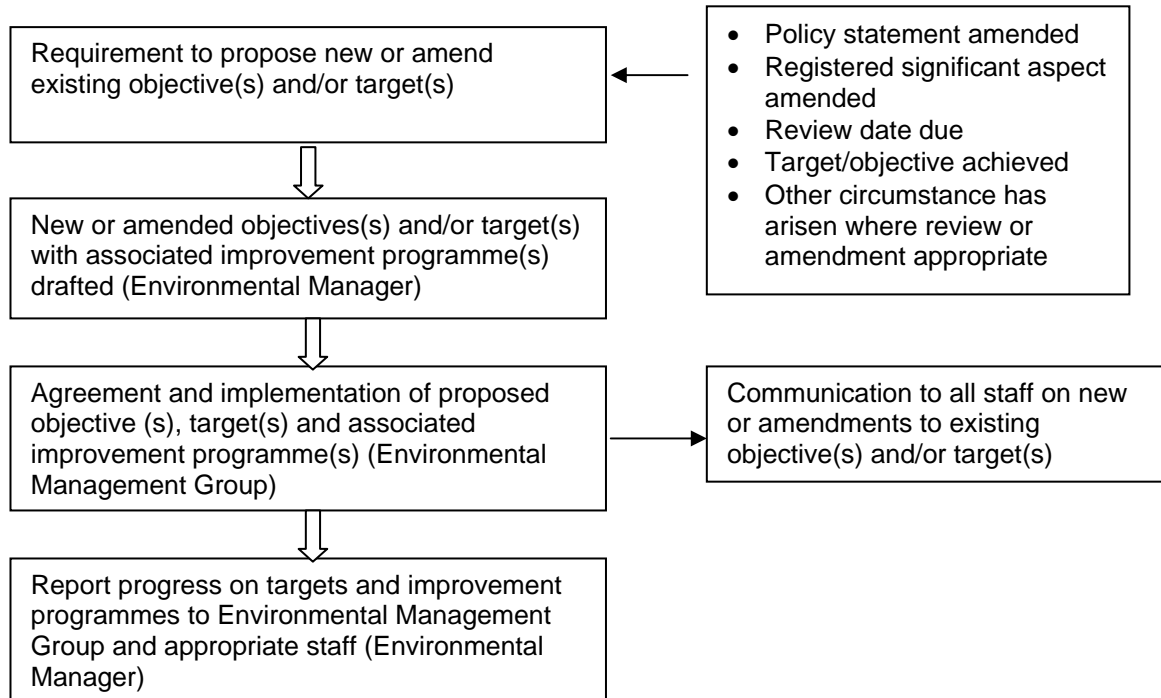 Requirement to propose new or amend
existing objective(s) and/or target(s)
• Policy statement amended
• Registered significant aspect
amended
• Review date due
• Target/objective achieved
• Other circumstance has
arisen where review or
amendment appropriate
New or amended objectives(s) and/or target(s)
with associated improvement programme(s)
drafted (Environmental Manager)
Agreement and implementation of proposed
objective (s), target(s) and associated
improvement programme(s) (Environmental
Management Group)
Communication to all staff on new
or amendments to existing
objective(s) and/or target(s)
Report progress on targets and improvement
programmes to Environmental Management
Group and appropriate staff (Environmental
Manager)